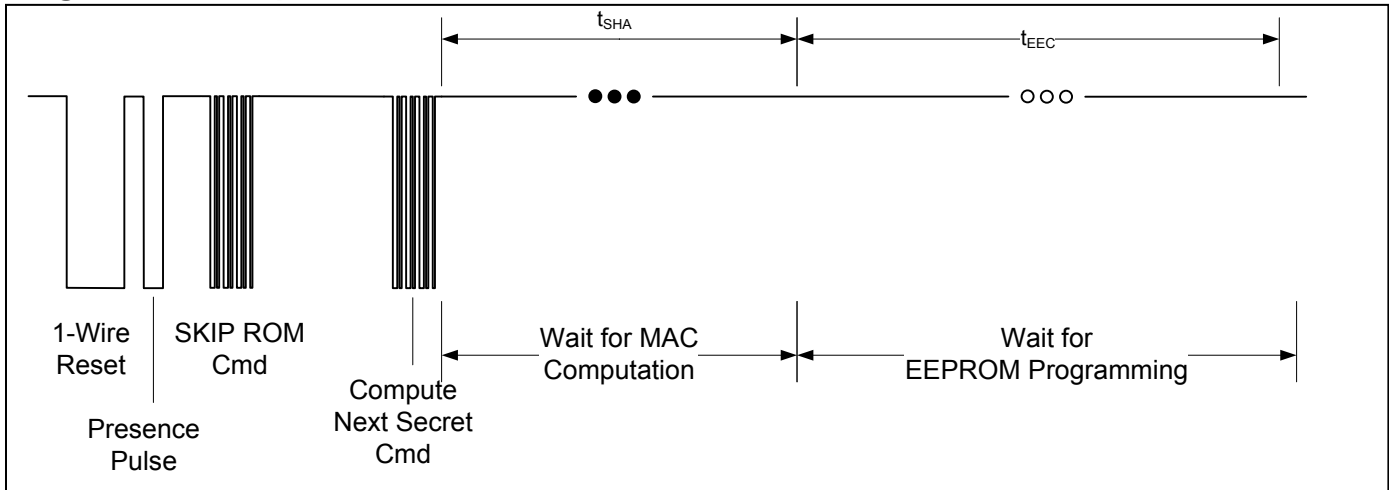 tSHA
tEEC
1-Wire
Reset
SKIP ROM
Cmd
Wait for MAC
Computation
Wait for
EEPROM Programming
Presence
Pulse
Compute
Next Secret
Cmd